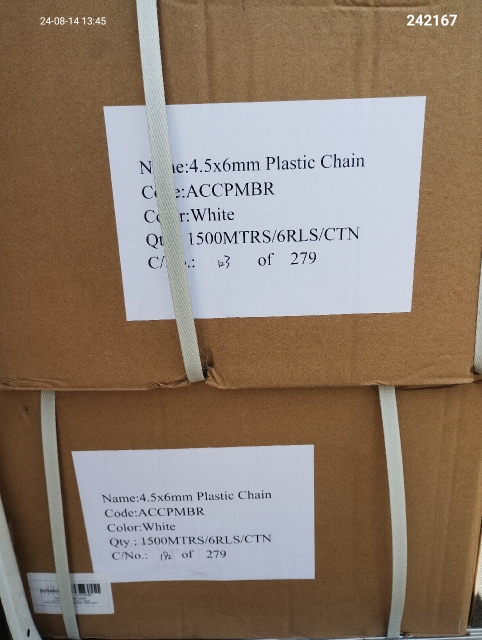 24-08-14 13:45
242167
Name:4.5x6mm Plastic Chain
Code:ACCPMBR
Color:White
Qty : 1500MTRS/6RLS/CTN
C/No.: of 279
Name:4.5x6mm Plastic Chain
Code:ACCPMBR
Color:White
Qty : 1500MTRS/6RLS/CTN
C/No.: of 279